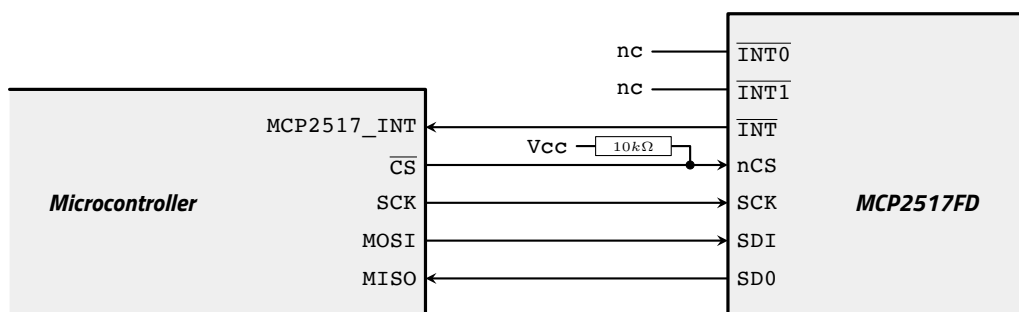 nc INT0
nc INT1
MCP2517_INT INT
Vcc 10kΩ
CS nCS
Microcontroller SCK SCK MCP2517FD
MOSI SDI
MISO SD0